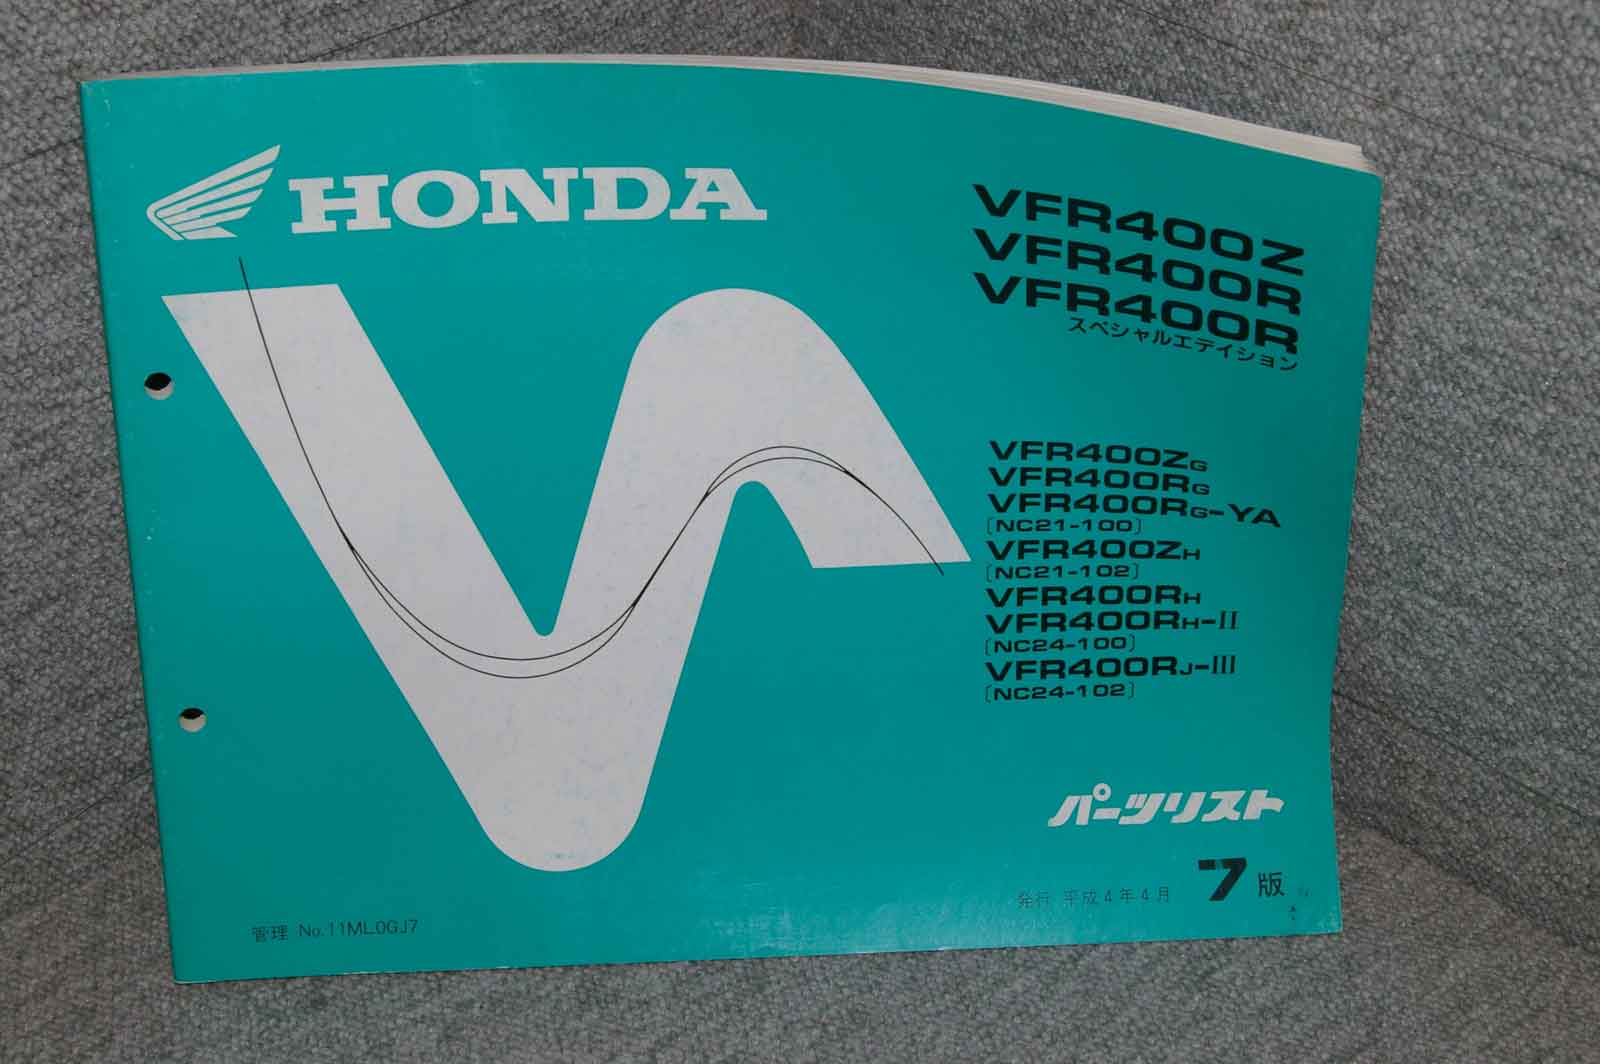 HONDA
VFR400Z
VFR400R
VFR400R
スペシャルエディション
VFR400ZG
VFR400RG
VFR400RG-YA
〔NC21-100〕
VFR400ZH
〔NC21-102〕
VFR400RH
VFR400RH-II
〔NC24-100〕
VFR400RJ-III
〔NC24-102〕
パーツリスト
発行 平成4年4月 7版
管理 No.11ML0GJ7